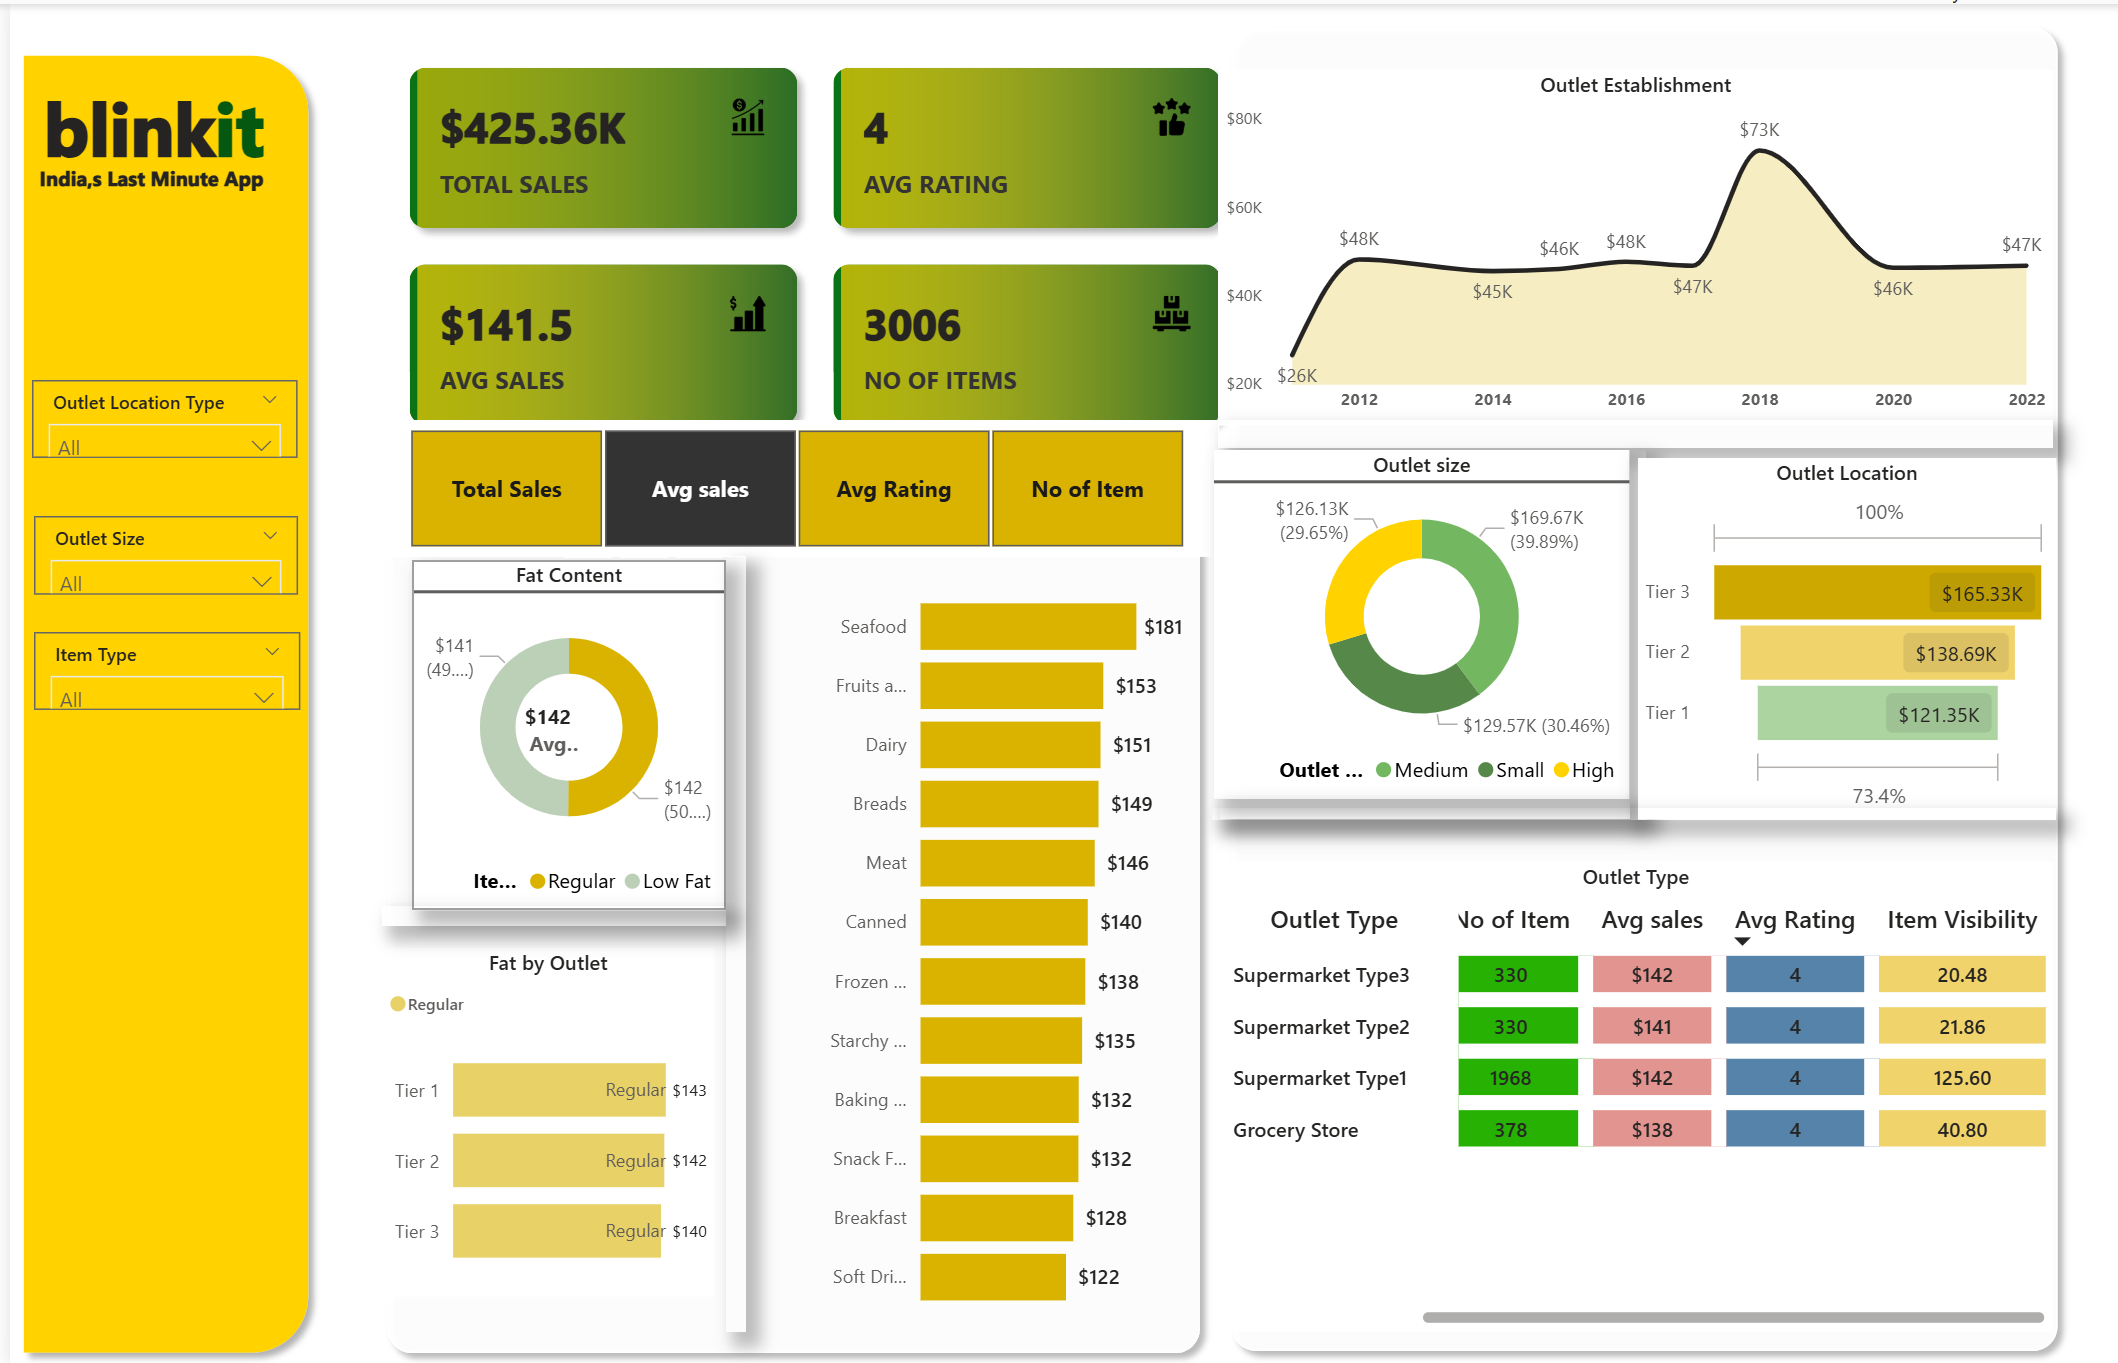 blinkit
India,s Last Minute App
Outlet Location Type
All
Outlet Size
All
Item Type
All
$425.36K
TOTAL SALES
4
AVG RATING
$141.5
AVG SALES
3006
NO OF ITEMS
Total Sales
Avg sales
Avg Rating
No of Item
Fat Content
$141
(49....)
$142
Avg..
$142
(50....)
Ite... Regular Low Fat
Fat by Outlet
Regular
Tier 1 Regular $143
Tier 2 Regular $142
Tier 3 Regular $140
Seafood $181
Fruits a... $153
Dairy $151
Breads $149
Meat $146
Canned $140
Frozen ... $138
Starchy ... $135
Baking ... $132
Snack F... $132
Breakfast $128
Soft Dri... $122
Outlet Establishment
$80K
$60K
$40K
$20K
$26K
$48K
$45K
$46K
$48K
$47K
$73K
$46K
$47K
2012 2014 2016 2018 2020 2022
Outlet size
$126.13K
(29.65%)
$169.67K
(39.89%)
$129.57K (30.46%)
Outlet ... Medium Small High
Outlet Location
100%
Tier 3 $165.33K
Tier 2 $138.69K
Tier 1 $121.35K
73.4%
Outlet Type
Outlet Type No of Item Avg sales Avg Rating Item Visibility
Supermarket Type3 330 $142 4 20.48
Supermarket Type2 330 $141 4 21.86
Supermarket Type1 1968 $142 4 125.60
Grocery Store 378 $138 4 40.80